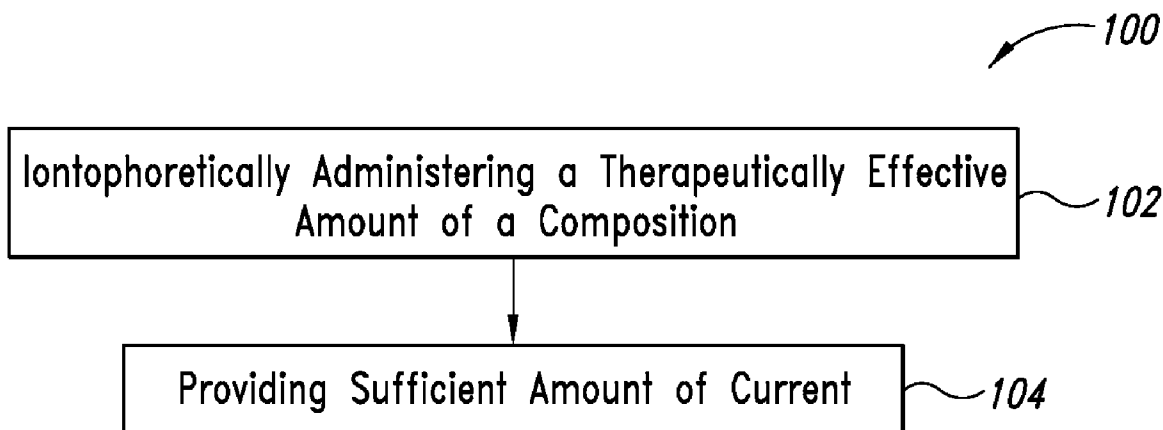 100
Iontophoretically Administering a Therapeutically Effective
Amount of a Composition
102
Providing Sufficient Amount of Current
104